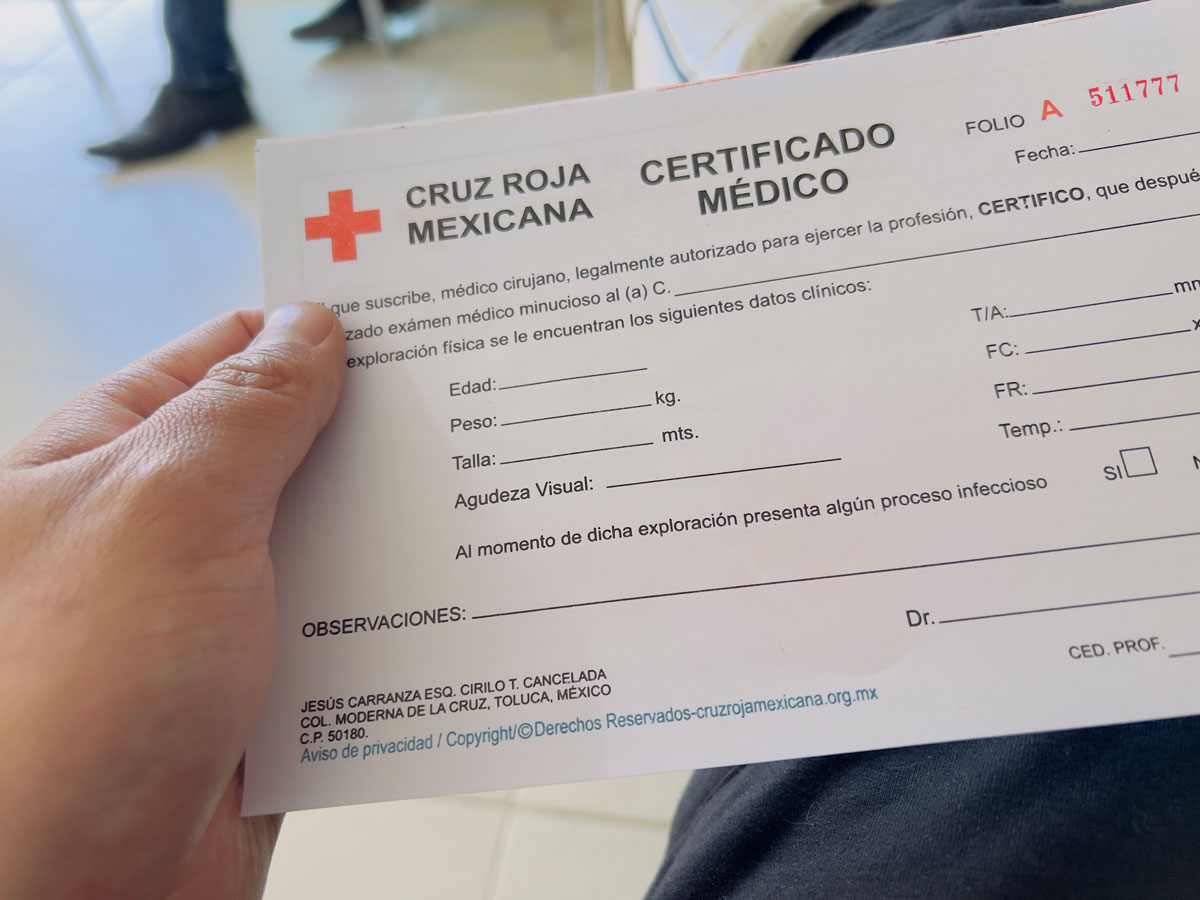 CRUZ ROJA
MEXICANA
CERTIFICADO
MÉDICO
FOLIO A 511777
Fecha:
que suscribe, médico cirujano, legalmente autorizado para ejercer la profesión, CERTIFICO, que
exámen médico minucioso al (a) C.
exploración física se le encuentran los siguientes datos clínicos:
Edad:
Peso: kg.
Talla: mts.
Agudeza Visual:
T/A:
FC:
FR:
Temp.:
Al momento de dicha exploración presenta algún proceso infeccioso SI
OBSERVACIONES:
Dr.
CED. PROF.
JESÚS CARRANZA ESQ. CIRILO T. CANCELADA
COL. MODERNA DE LA CRUZ, TOLUCA, MÉXICO
C.P. 50180.
Aviso de privacidad / Copyright/©Derechos Reservados-cruzrojamexicana.org.mx